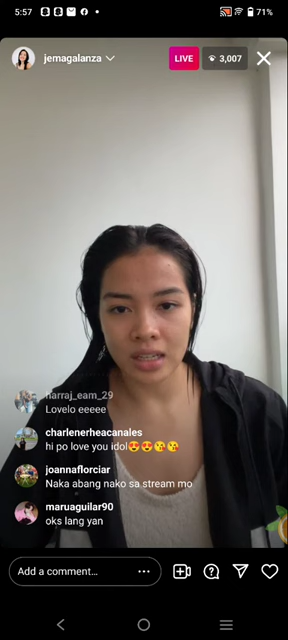 5:57
71%
jemagalanza
LIVE
3,007
harraj_eam_29
Lovelo eeeee
charlenerheacanales
hi po love you idol😍😍😘😘
joannaflorciar
Naka abang nako sa stream mo
maruaguilar90
oks lang yan
Add a comment...